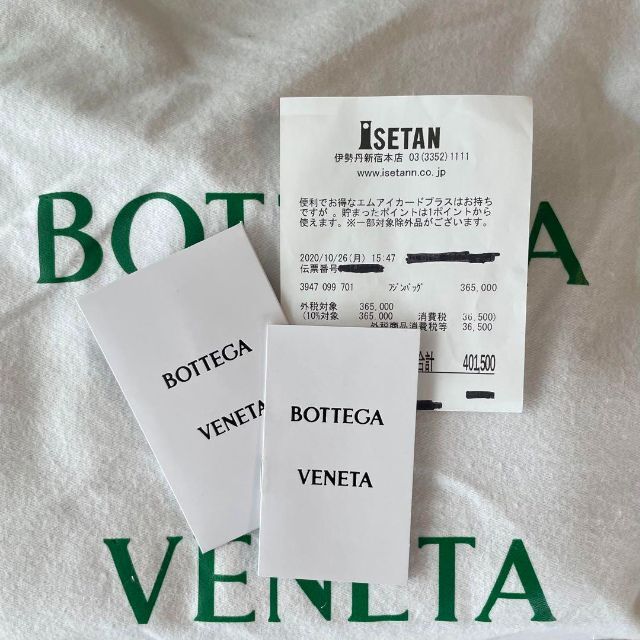 BOTTEGA
VENETA
ISETAN
伊勢丹新宿本店 03(3352)1111
www.isetann.co.jp
便利でお得なエムアイカードプラスはお持ち
ですが 。貯まったポイントは1ポイントから
使えます。※一部対象除外品がございます。
2020/10/26(月) 15:47
伝票番号
3947 099 701 フジンバッグ 365,000
外税対象 365,000
(10%対象 365,000 消費税 36,500)
外税商品消費税等 36,500
合計 401,500
BOTTEGA
VENETA
BOTTEGA
VENETA